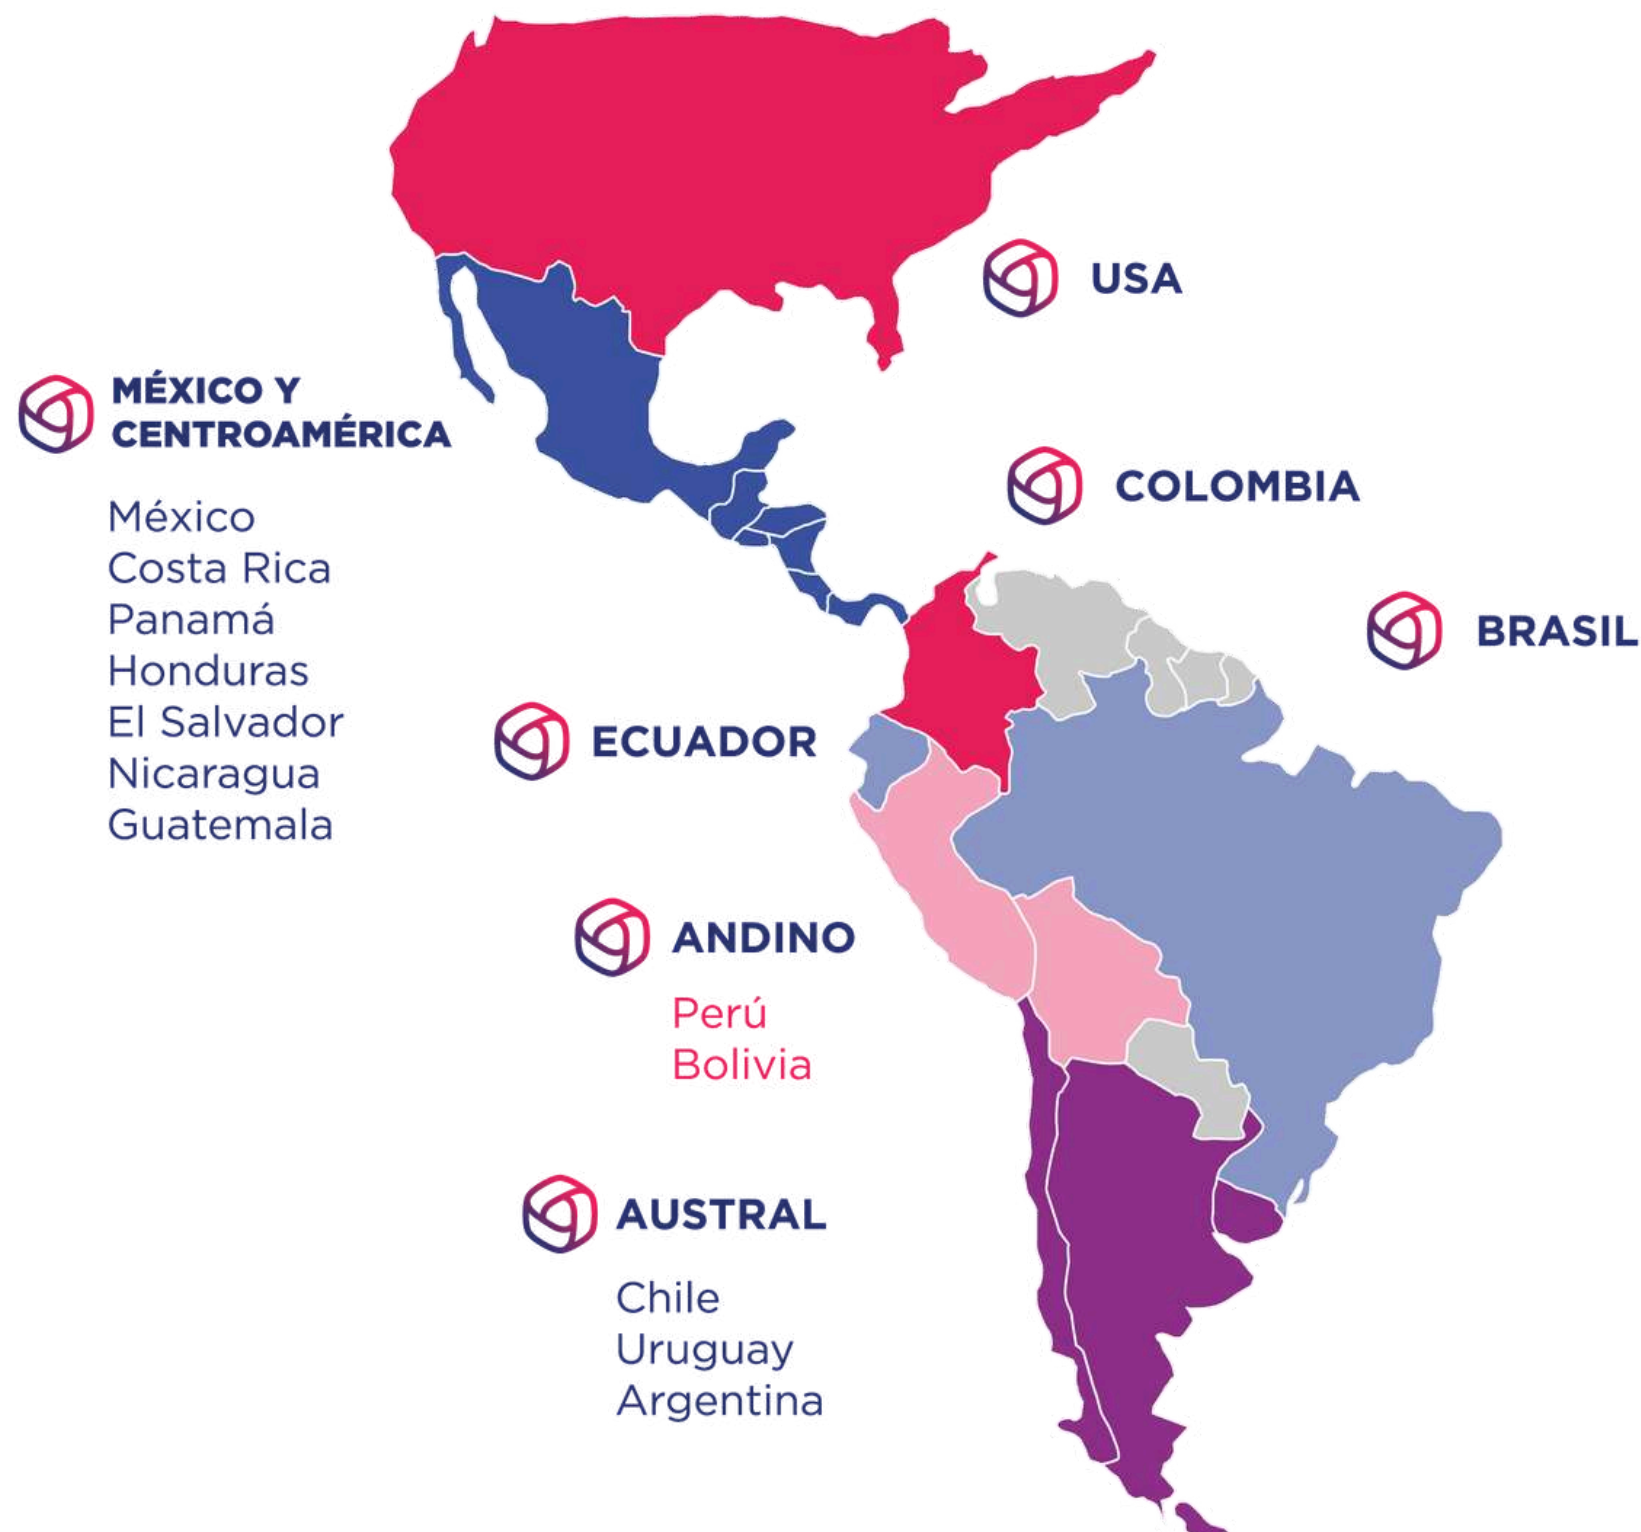 USA
MÉXICO Y
CENTROAMÉRICA
México
Costa Rica
Panamá
Honduras
El Salvador
Nicaragua
Guatemala
COLOMBIA
BRASIL
ECUADOR
ANDINO
Perú
Bolivia
AUSTRAL
Chile
Uruguay
Argentina